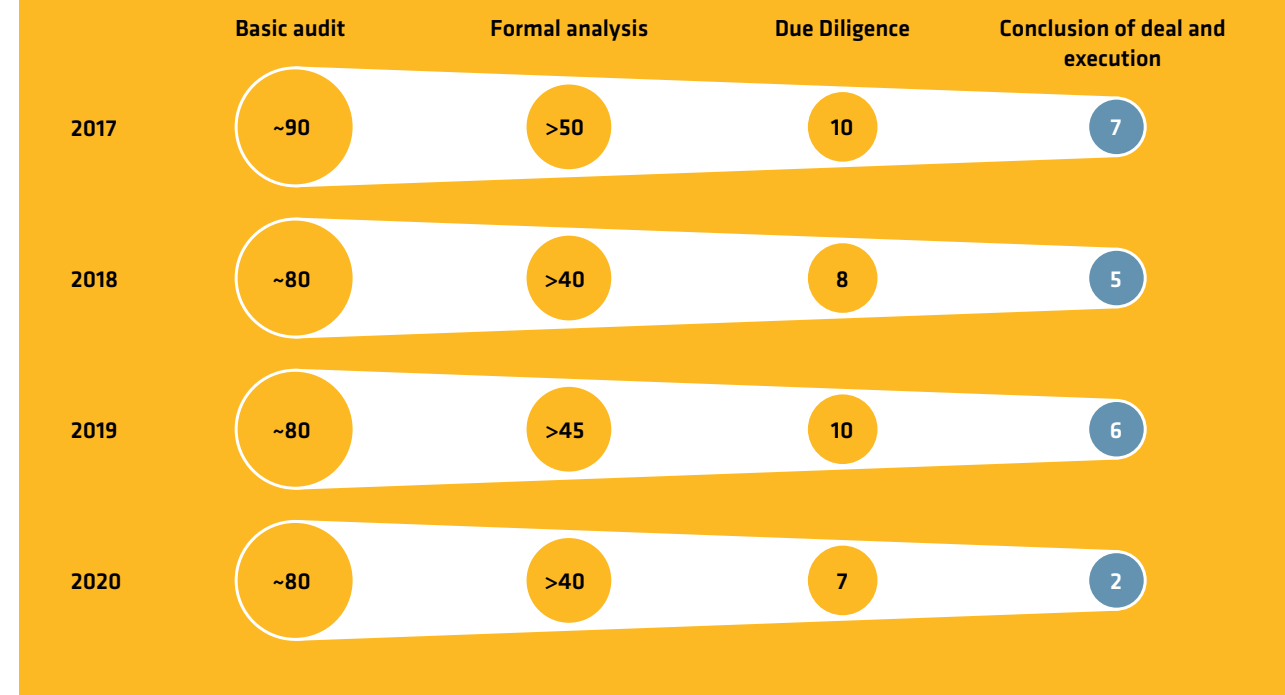 Basic audit Formal analysis Due Diligence Conclusion of deal and
execution
2017 ~90 >50 10 7
2018 ~80 >40 8 5
2019 ~80 >45 10 6
2020 ~80 >40 7 2